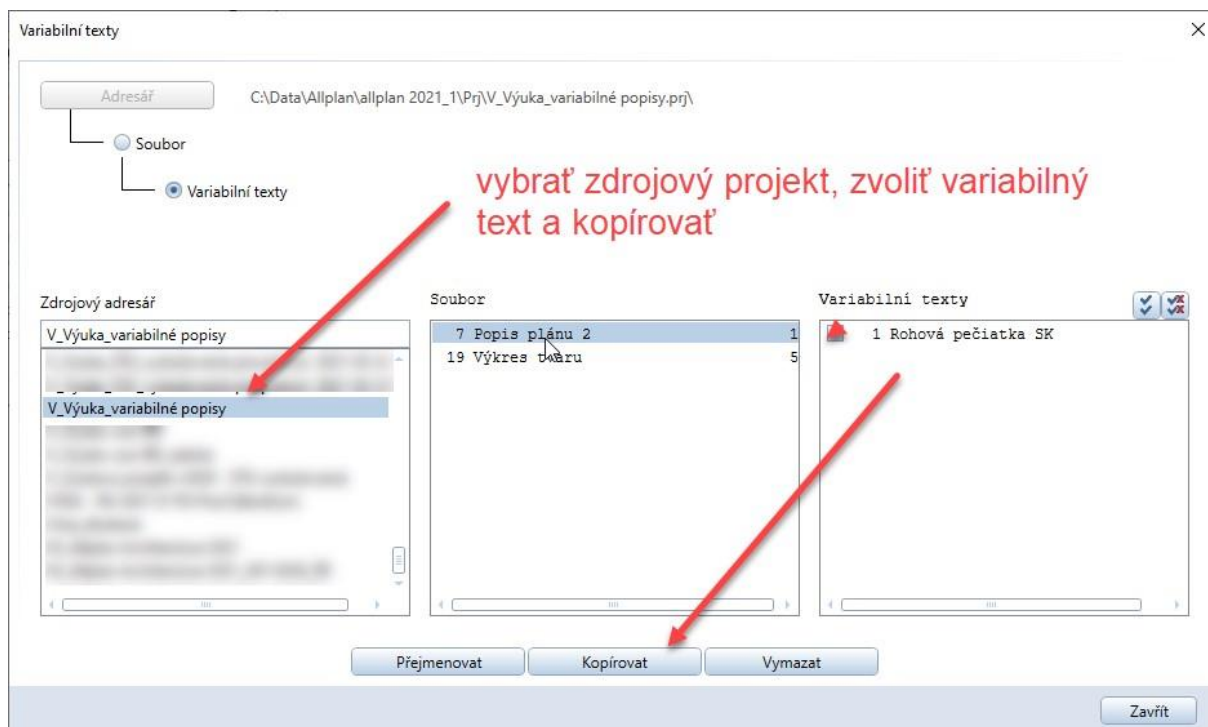 Variabilní texty
Adresář
C:\Data\Allplan\allplan 2021_1\Prj\V_Výuka_variabilné popisy.prj\
Soubor
Variabilní texty
vybrať zdrojový projekt, zvoliť variabilný
text a kopírovať
Zdrojový adresář
V_Výuka_variabilné popisy
V_Výuka_variabilné popisy
Soubor
7 Popis plánu 2 1
19 Výkres tvaru 5
Variabilní texty
1 Rohová pečiatka SK
Přejmenovat Kopírovat Vymazat
Zavřít